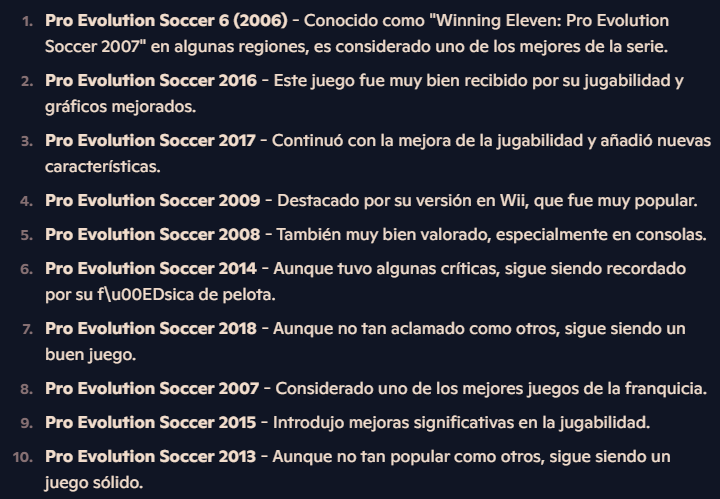 1. Pro Evolution Soccer 6 (2006) - Conocido como "Winning Eleven: Pro Evolution
Soccer 2007" en algunas regiones, es considerado uno de los mejores de la serie.
2. Pro Evolution Soccer 2016 - Este juego fue muy bien recibido por su jugabilidad y
gráficos mejorados.
3. Pro Evolution Soccer 2017 - Continuó con la mejora de la jugabilidad y añadió nuevas
características.
4. Pro Evolution Soccer 2009 - Destacado por su versión en Wii, que fue muy popular.
5. Pro Evolution Soccer 2008 - También muy bien valorado, especialmente en consolas.
6. Pro Evolution Soccer 2014 - Aunque tuvo algunas críticas, sigue siendo recordado
por su f\u00EDsica de pelota.
7. Pro Evolution Soccer 2018 - Aunque no tan aclamado como otros, sigue siendo un
buen juego.
8. Pro Evolution Soccer 2007 - Considerado uno de los mejores juegos de la franquicia.
9. Pro Evolution Soccer 2015 - Introdujo mejoras significativas en la jugabilidad.
10. Pro Evolution Soccer 2013 - Aunque no tan popular como otros, sigue siendo un
juego sólido.